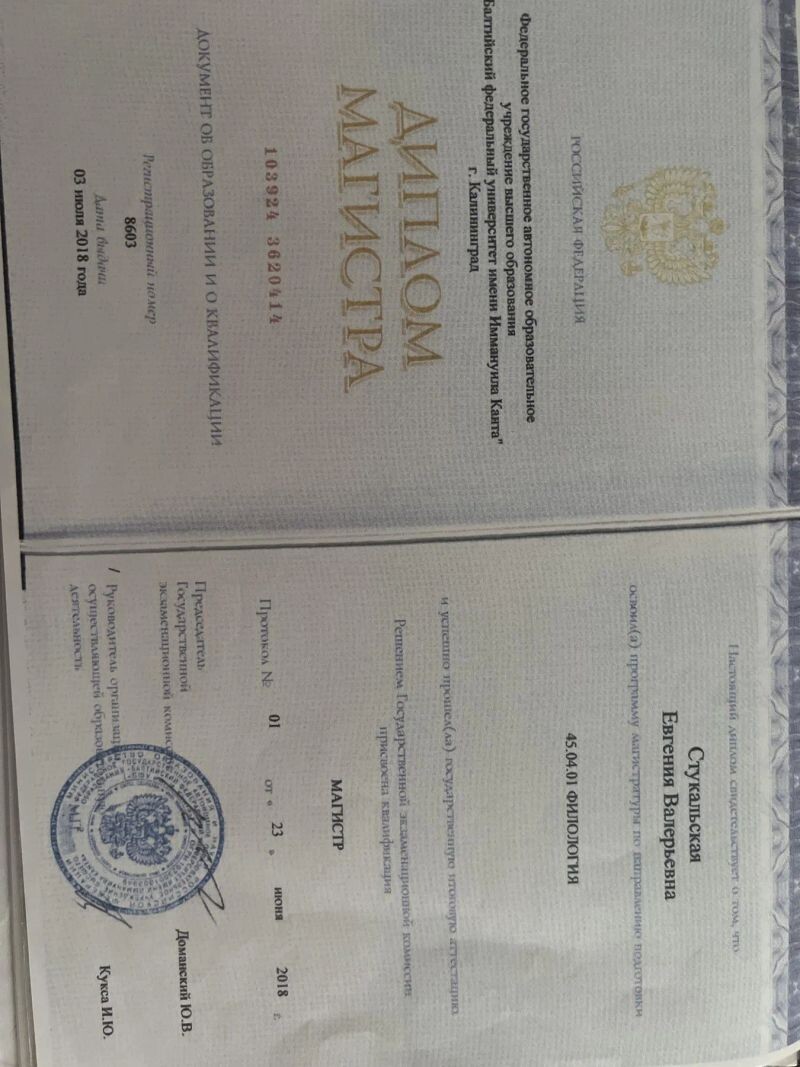 РОССИЙСКАЯ ФЕДЕРАЦИЯ
Федеральное государственное автономное образовательное
учреждение высшего образования
Балтийский федеральный университет имени Иммануила Канта"
г. Калининград
ДИПЛОМ
МАГИСТРА
103924 3620414
ДОКУМЕНТ ОБ ОБРАЗОВАНИИ И О КВАЛИФИКАЦИИ
Регистрационный номер
8603
Дата выдачи
03 июля 2018 года
Настоящий диплом свидетельствует о том, что
Стукальская
Евгения Валерьевна
освоил(а) программу магистратуры по направлению подготовки
45.04.01 ФИЛОЛОГИЯ
и успешно прошел(ла) государственную итоговую аттестацию
Решением Государственной экзаменационной комиссии
присвоена квалификация
МАГИСТР
Протокол № 01 от « 23 » июня 2018 г.
Председатель
Государственной
экзаменационной Доманский Ю.В.
/ Руководитель
осуществляющей
деятельность Кукса И.Ю.
М.П.